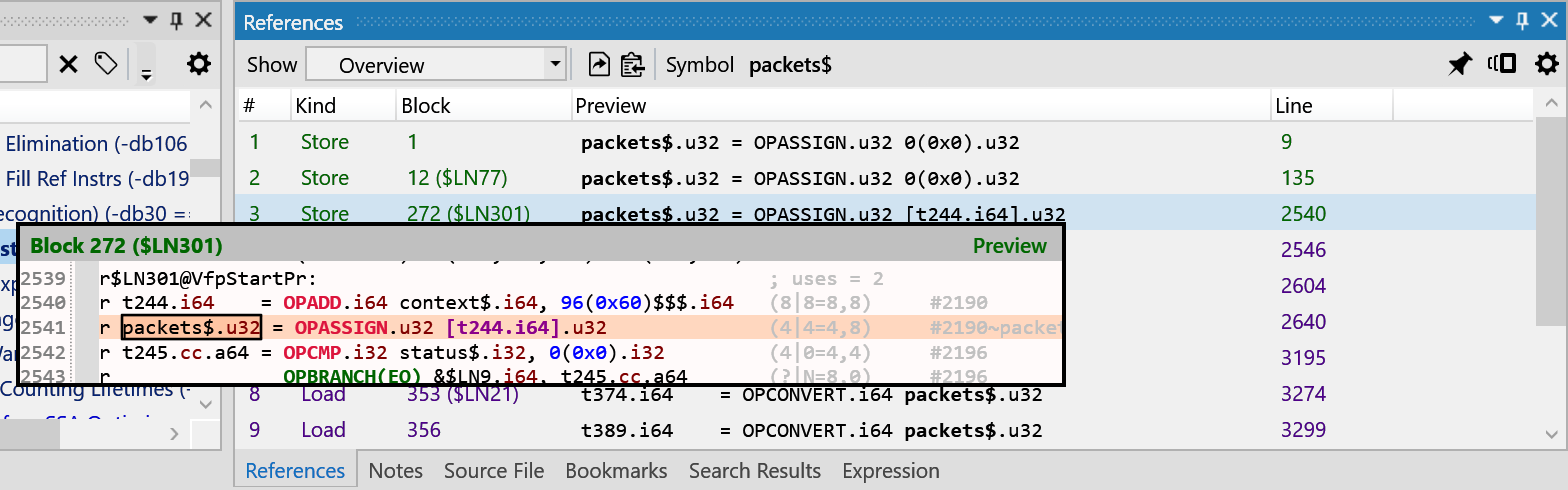 References
Show Overview Symbol packets$
# Kind Block Preview Line
Elimination (-db106
1 Store 1 packets$.u32 = OPASSIGN.u32 0(0x0).u32 9
Fill Ref Instrs (-db19
2 Store 12 ($LN77) packets$.u32 = OPASSIGN.u32 0(0x0).u32 135
ecognition) (-db30 ==
3 Store 272 ($LN301) packets$.u32 = OPASSIGN.u32 [t244.i64].u32 2540
Block 272 ($LN301) Preview
2546
2539 r$LN301@VfpStartPr: ; uses = 2
2604
2540 r t244.i64 = OPADD.i64 context$.i64, 96(0x60)$$$.i64 (8|8=8,8) #2190
2541 r packets$.u32 = OPASSIGN.u32 [t244.i64].u32 (4|4=4,8) #2190~packet
2640
2542 r t245.cc.a64 = OPCMP.i32 status$.i32, 0(0x0).i32 (4|0=4,4) #2196
3195
2543 r OPBRANCH(EQ) &$LN9.i64, t245.cc.a64 (?|N=8,0) #2196
Counting Lifetimes (-
8 Load 353 ($LN21) t374.i64 = OPCONVERT.i64 packets$.u32 3274
9 Load 356 t389.i64 = OPCONVERT.i64 packets$.u32 3299
References Notes Source File Bookmarks Search Results Expression